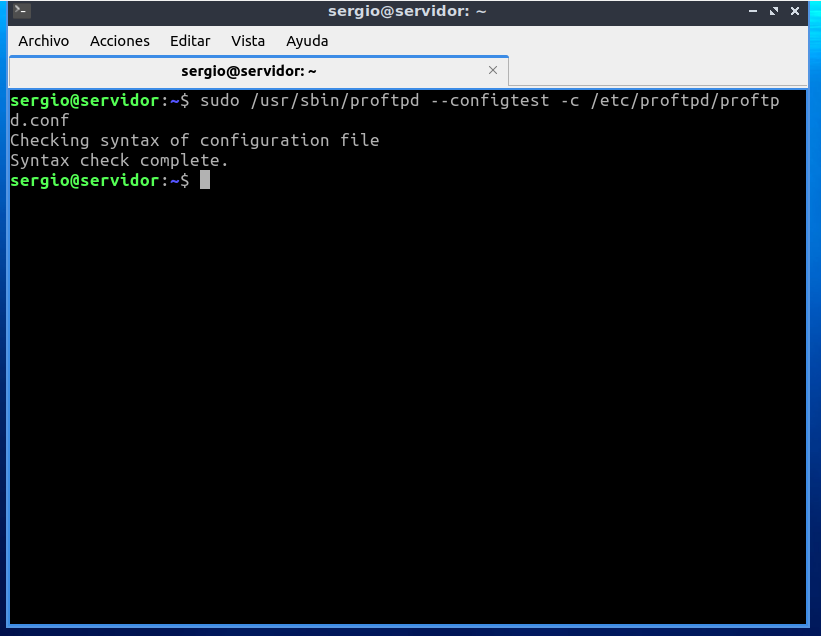 sergio@servidor: ~
Archivo Acciones Editar Vista Ayuda
sergio@servidor: ~
sergio@servidor:~$ sudo /usr/sbin/proftpd --configtest -c /etc/proftpd/proftp
d.conf
Checking syntax of configuration file
Syntax check complete.
sergio@servidor:~$